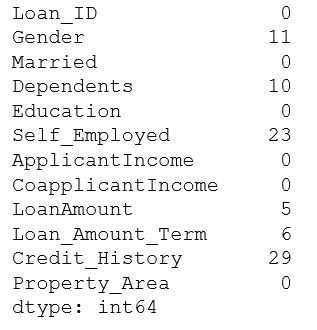 Loan_ID 0
Gender 11
Married 0
Dependents 10
Education 0
Self_Employed 23
ApplicantIncome 0
CoapplicantIncome 0
LoanAmount 5
Loan_Amount_Term 6
Credit_History 29
Property_Area 0
dtype: int64